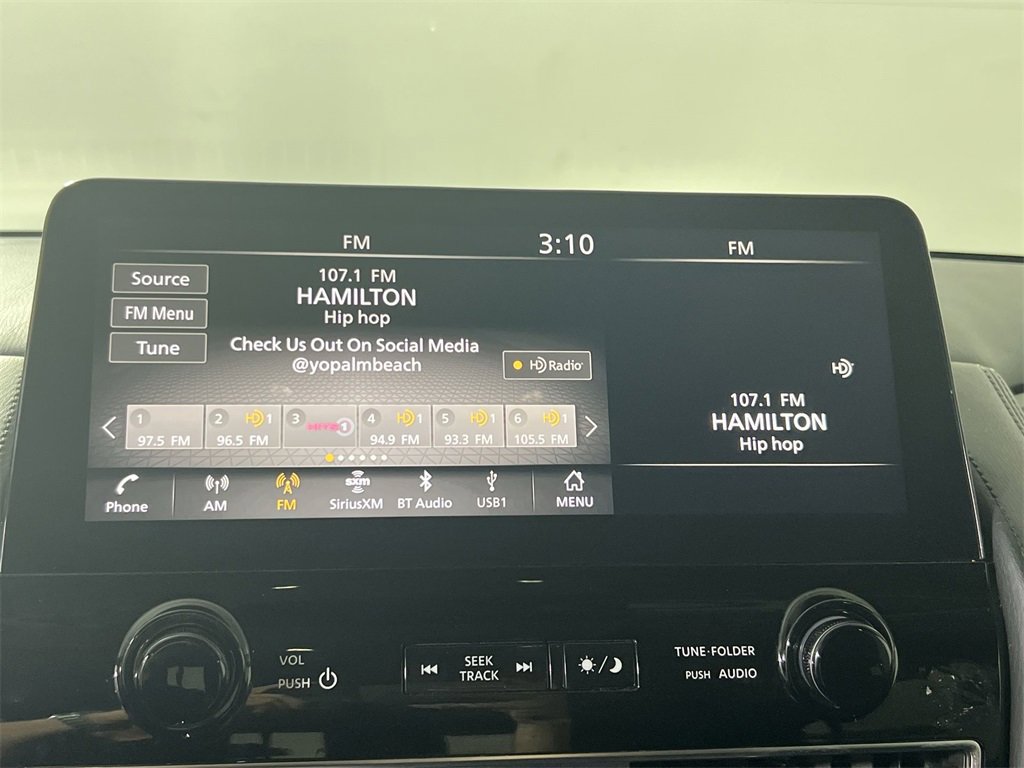 FM 3:10 FM
Source
FM Menu
Tune
107.1 FM
HAMILTON
Hip hop
Check Us Out On Social Media
@yopalmbeach
HD Radio
HD
107.1 FM
HAMILTON
Hip hop
1 97.5 FM
2 HD 1 96.5 FM
3 HITS 1
4 HD 1 94.9 FM
5 HD 1 93.3 FM
6 HD 1 105.5 FM
Phone
AM
FM
sxm
SiriusXM
BT Audio
USB1
MENU
VOL
PUSH
SEEK
TRACK
TUNE·FOLDER
PUSH AUDIO